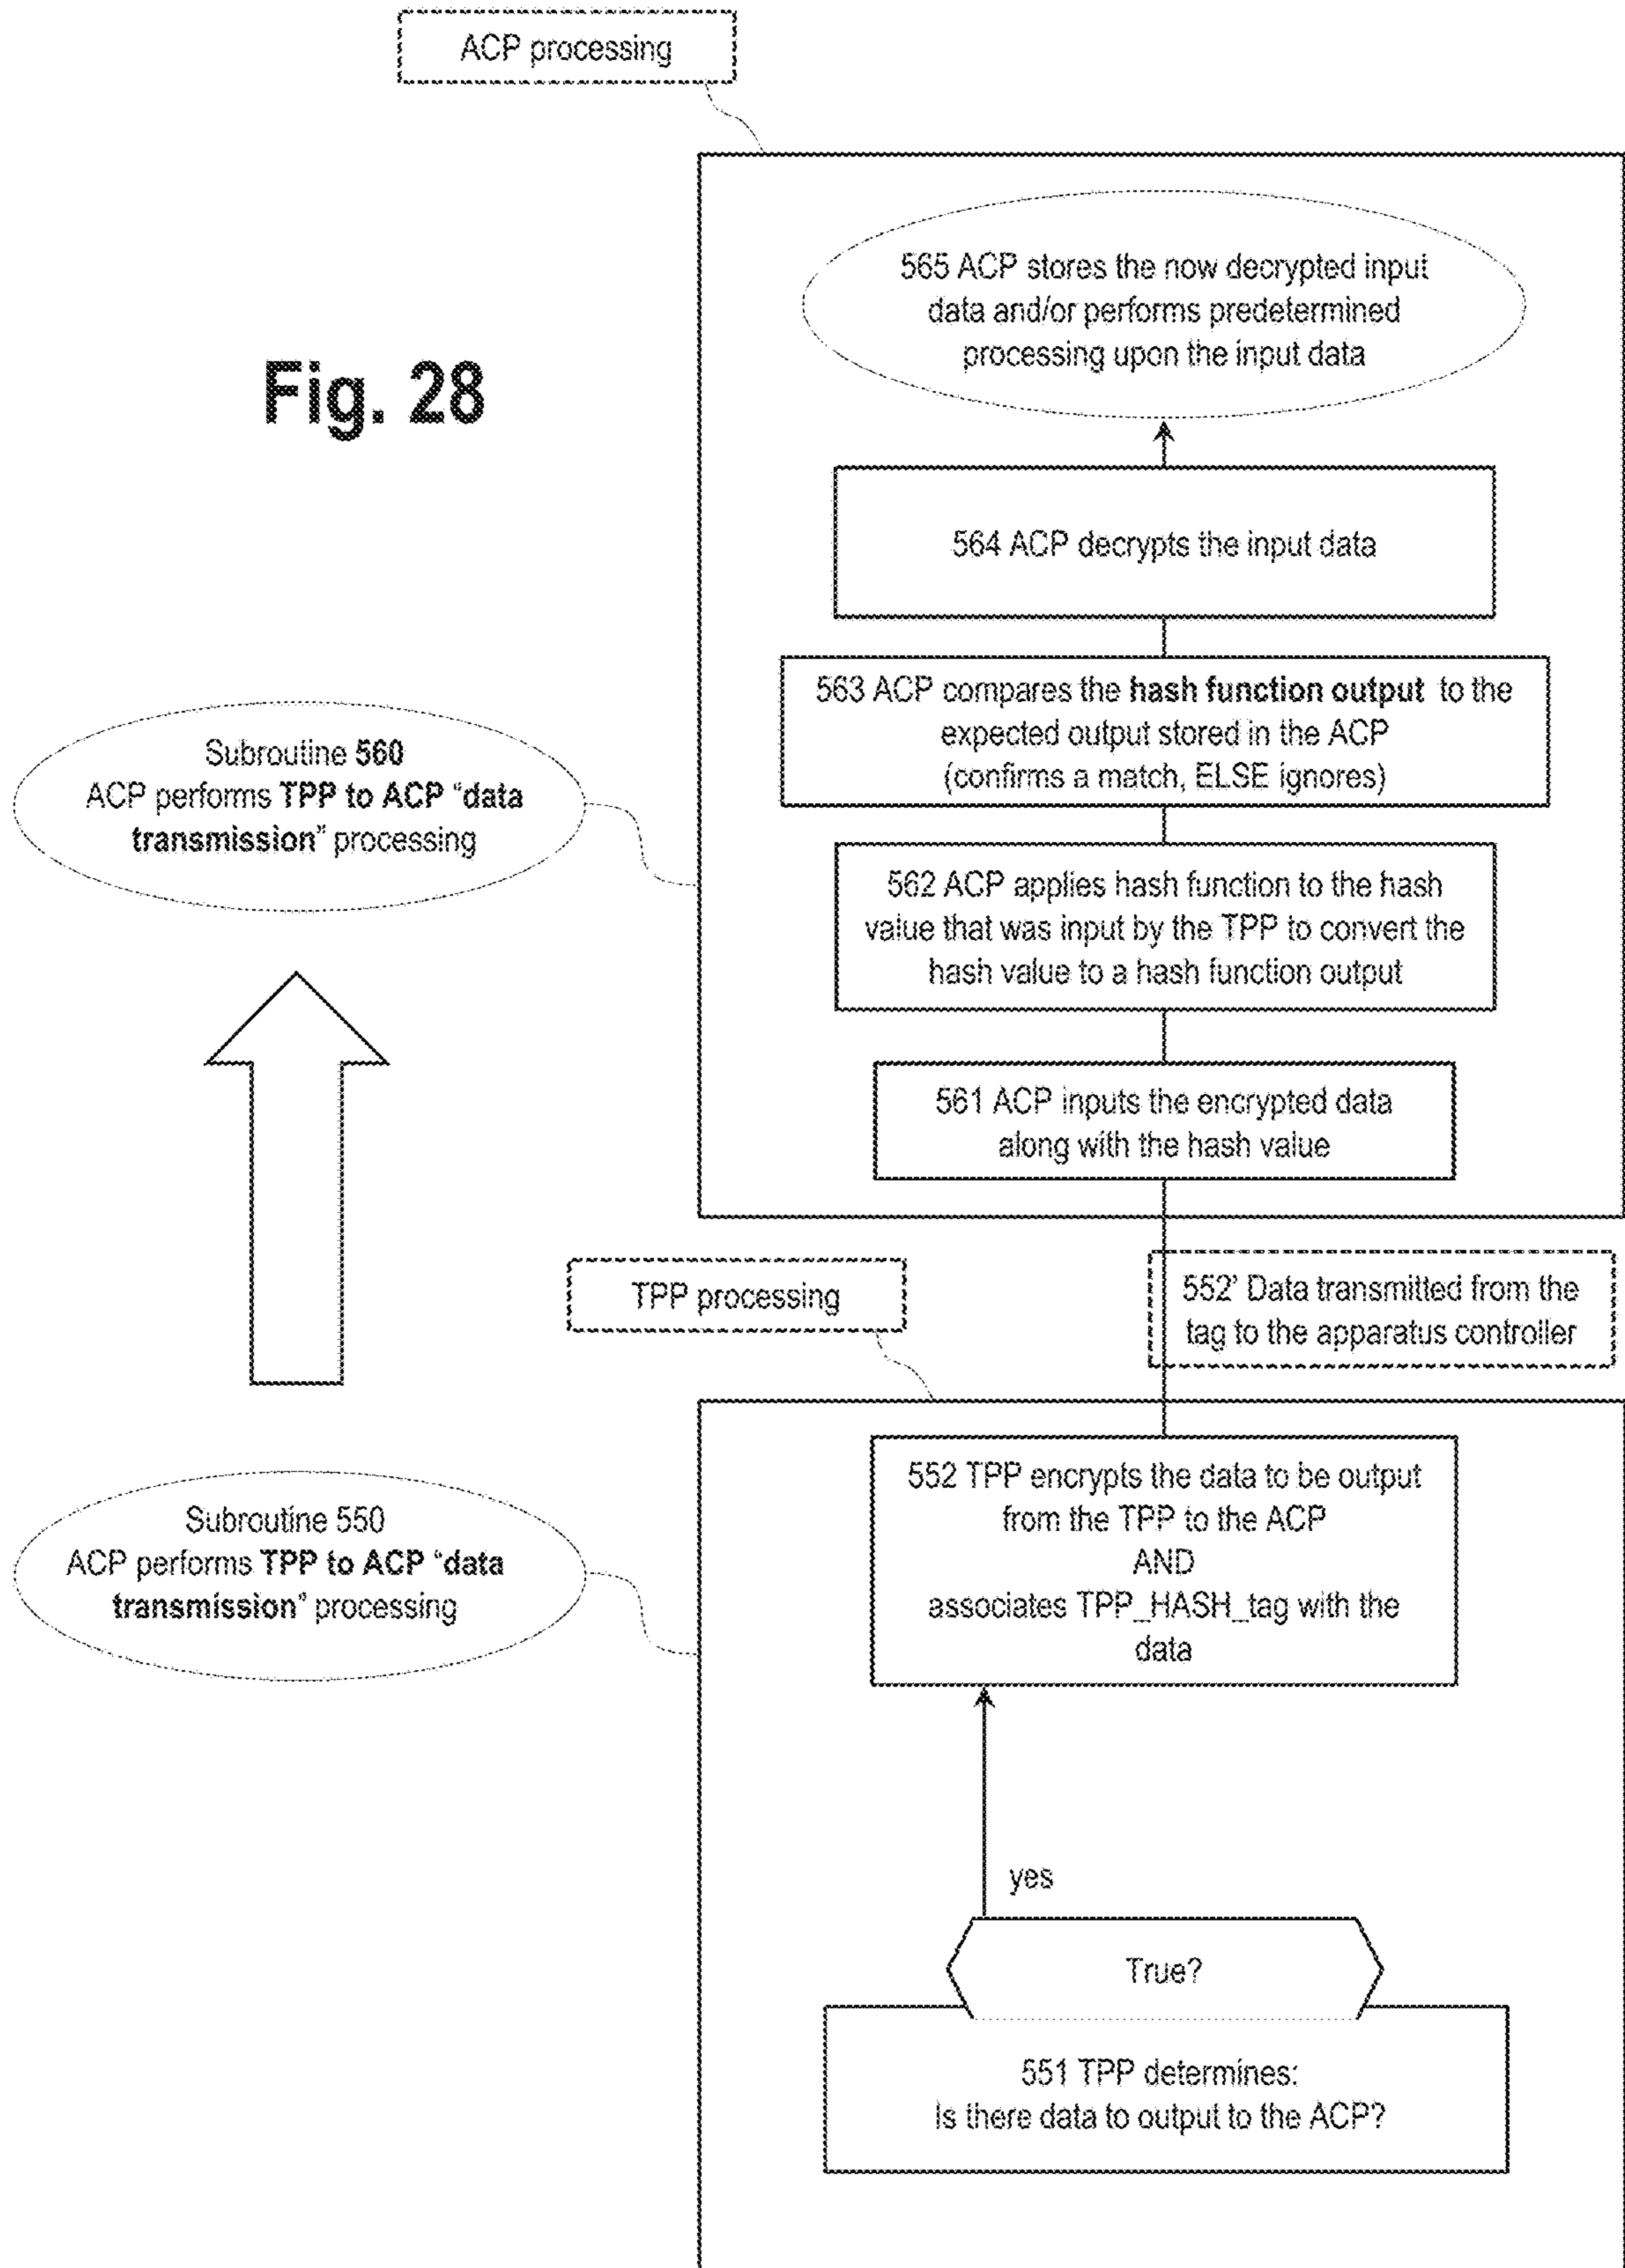 ACP processing
Fig. 28
565 ACP stores the now decrypted input
data and/or performs predetermined
processing upon the input data
564 ACP decrypts the input data
563 ACP compares the hash function output to the
expected output stored in the ACP
(confirms a match, ELSE ignores)
Subroutine 560
ACP performs TPP to ACP “data
transmission” processing
562 ACP applies hash function to the hash
value that was input by the TPP to convert the
hash value to a hash function output
561 ACP inputs the encrypted data
along with the hash value
TPP processing
552’ Data transmitted from the
tag to the apparatus controller
552 TPP encrypts the data to be output
from the TPP to the ACP
AND
associates TPP_HASH_tag with the
data
Subroutine 550
ACP performs TPP to ACP “data
transmission” processing
yes
True?
551 TPP determines:
Is there data to output to the ACP?